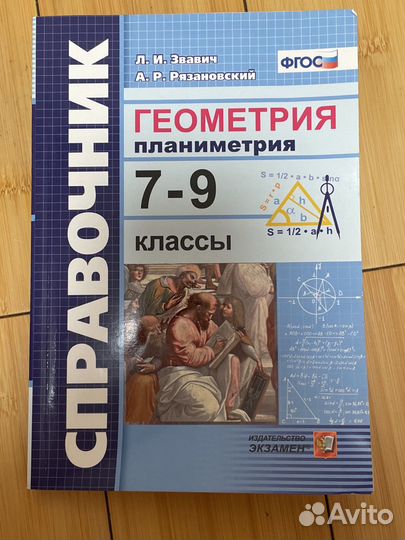 СПРАВОЧНИК
Л. И. Звавич
А. Р. Рязановский
ФГОС
ГЕОМЕТРИЯ
планиметрия
7-9
классы
S = 1/2 • a • b • sinα
S = r • p
a
h
α
b
S = 1/2 • a • h
ИЗДАТЕЛЬСТВО
ЭКЗАМЕН
Avito